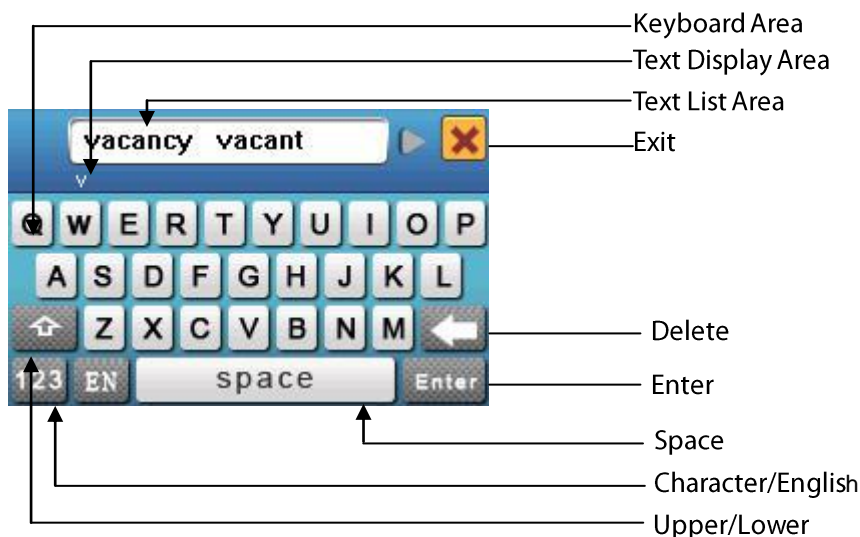 Keyboard Area
Text Display Area
Text List Area
vacancy vacant
Exit
v
Q W E R T Y U I O P
A S D F G H J K L
Z X C V B N M
Delete
123 EN space Enter
Enter
Space
Character/English
Upper/Lower